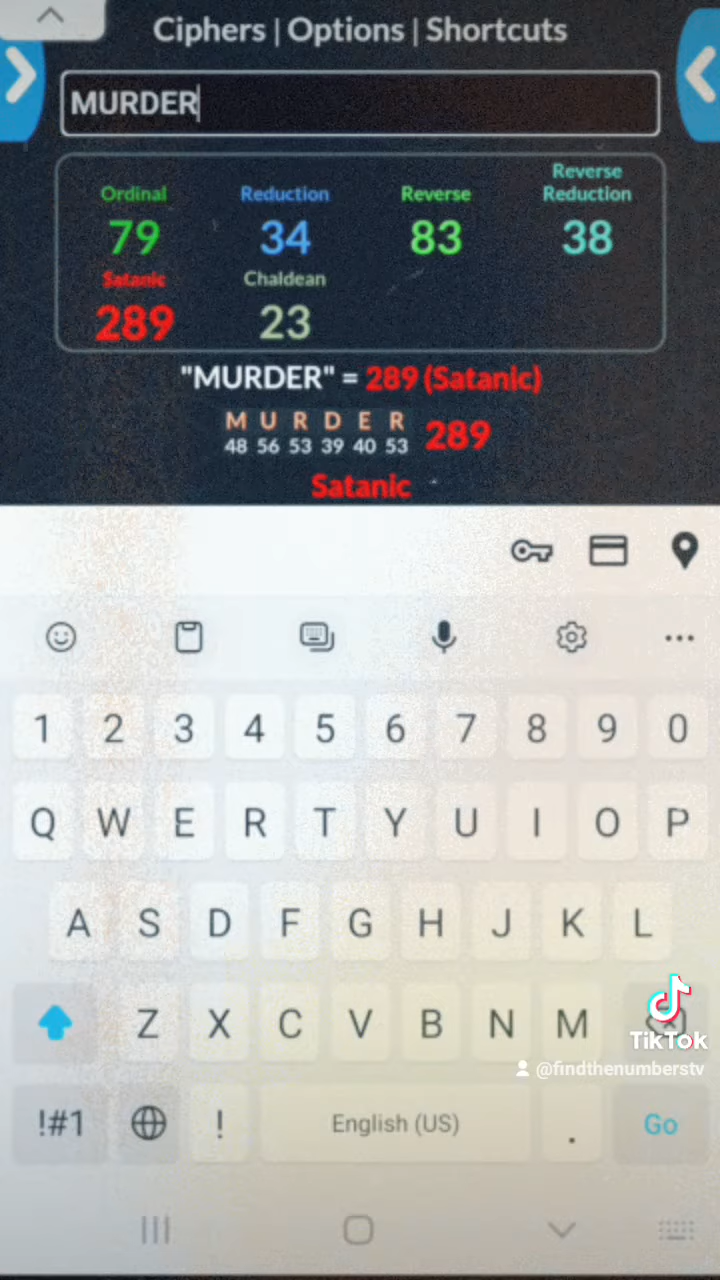 Ciphers | Options | Shortcuts
MURDER
Ordinal Reduction Reverse Reverse Reduction
79 34 83 38
Satanic Chaldean
289 23
"MURDER" = 289 (Satanic)
M U R D E R 289
48 56 53 39 40 53
Satanic
1 2 3 4 5 6 7 8 9 0
Q W E R T Y U I O P
A S D F G H J K L
Z X C V B N M
TikTok
@findthenumberstv
!#1 ! English (US) . Go